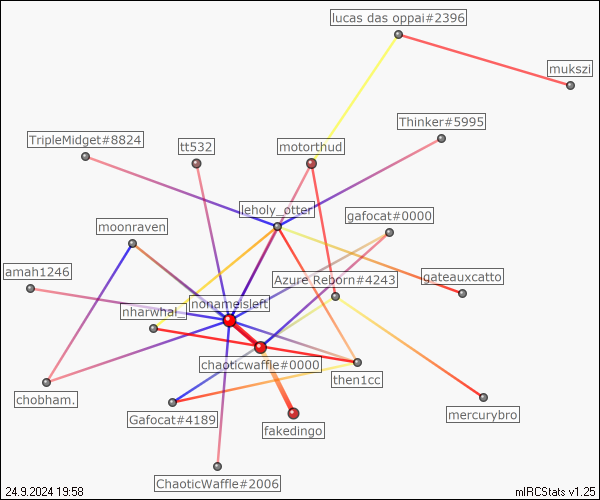 lucas das oppai#2396
mukszi
Thinker#5995
TripleMidget#8824
tt532
motorthud
leholy_otter
gafocat#0000
moonraven
amah1246
Azure Reborn#4243
gateauxcatto
nonameisleft
nharwhal_
chaoticwaffle#0000
then1cc
chobham.
Gafocat#4189
mercurybro
fakedingo
ChaoticWaffle#2006
24.9.2024 19:58
mIRCStats v1.25